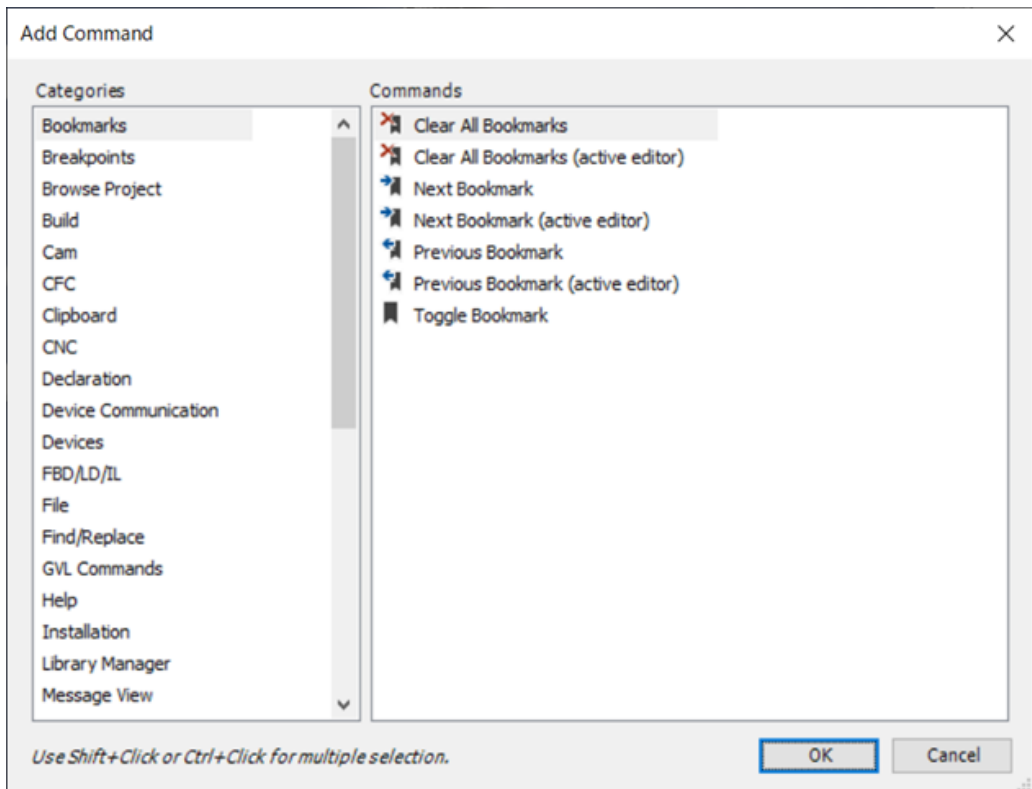 Add Command
Categories
Commands
Bookmarks
Breakpoints
Browse Project
Build
Cam
CFC
Clipboard
CNC
Declaration
Device Communication
Devices
FBD/LD/IL
File
Find/Replace
GVL Commands
Help
Installation
Library Manager
Message View
Clear All Bookmarks
Clear All Bookmarks (active editor)
Next Bookmark
Next Bookmark (active editor)
Previous Bookmark
Previous Bookmark (active editor)
Toggle Bookmark
Use Shift+Click or Ctrl+Click for multiple selection.
OK
Cancel